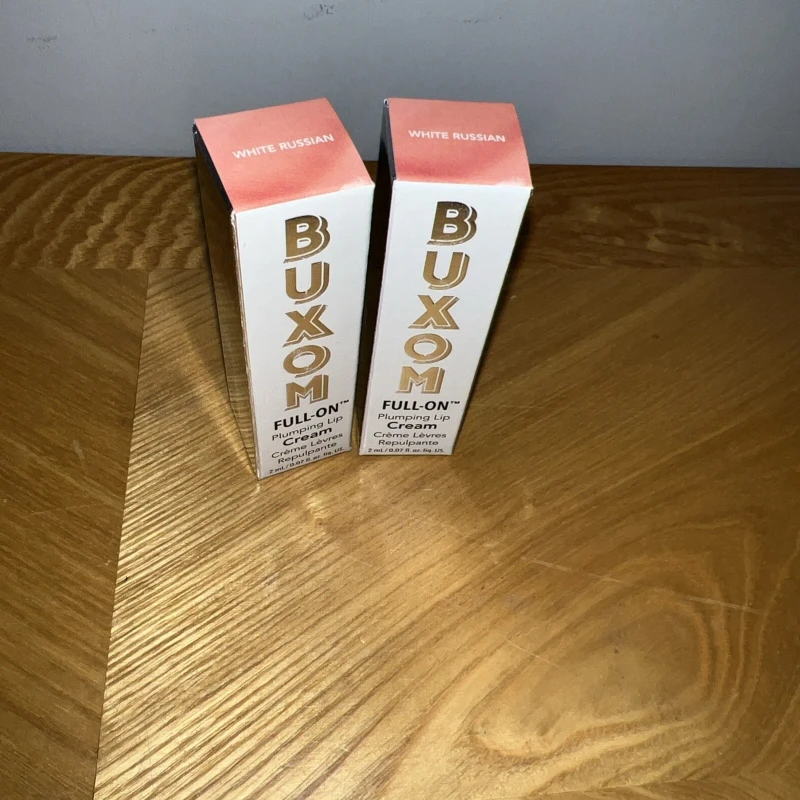 WHITE RUSSIAN
BUXOM
FULL-ON™
Plumping Lip
Cream
Crème Lèvres
Repulpante
2 mL / 0.07 fl. oz. liq. US.
WHITE RUSSIAN
BUXOM
FULL-ON™
Plumping Lip
Cream
Crème Lèvres
Repulpante
2 mL / 0.07 fl. oz. liq. US.